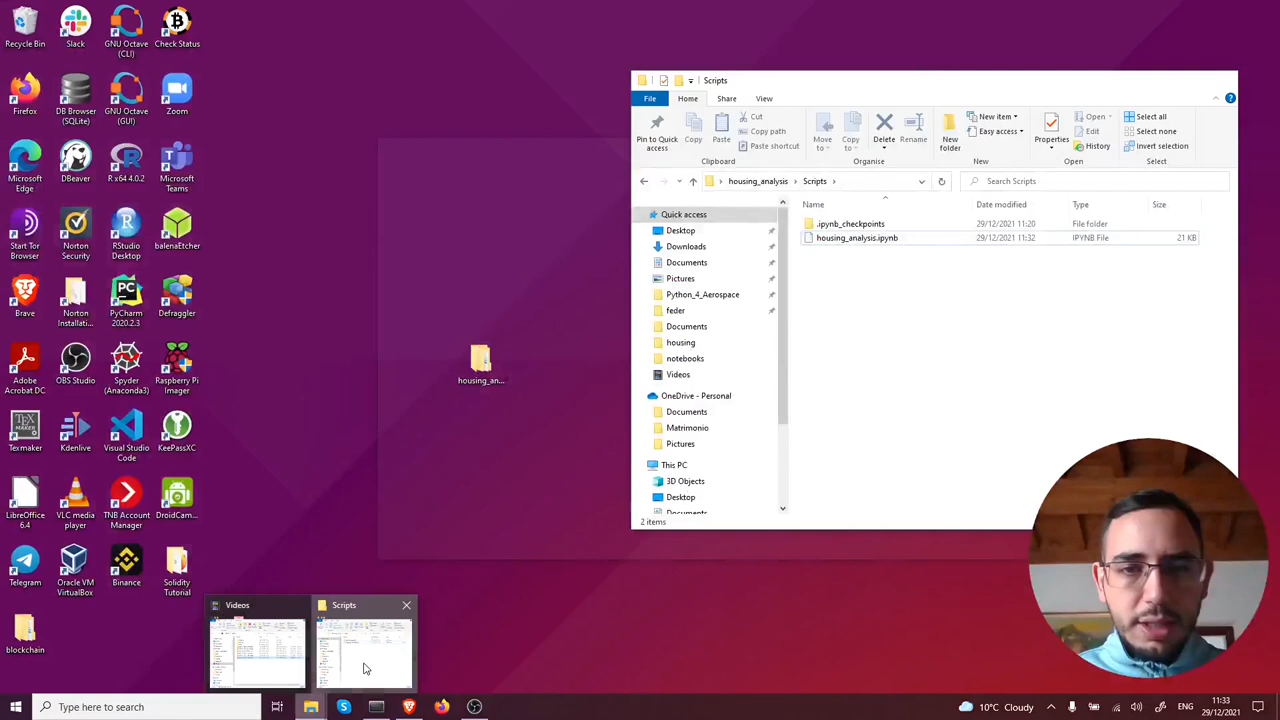 Recycle Bin
Slack
GNU Octave
(CLI)
Check Status
Firefox
DB Browser
(SQLite)
GNU Octave
(GUI)
Zoom
Microsoft
Edge
DBeaver
R x64 4.0.2
Microsoft
Teams
Start Tor
Browser
Norton
Security
RStudio
Desktop
balenaEtcher
Brave
Norton
Installati...
PyCharm
2020.2.3
Defraggler
Adobe
Acrobat DC
OBS Studio
Spyder
(Anaconda3)
Raspberry Pi
Imager
Texmaker
Kdenlive
Visual Studio
Code
KeePassXC
LibreOffice
6.4
VLC media
player
TNB Account
Manager
DroidCam...
Telegram
Oracle VM
VirtualBox
Binance
Solidity
Tutorial
housing_an...
Scripts
File
Home
Share
View
Pin to Quick
access
Copy
Paste
Cut
Copy path
Paste shortcut
Clipboard
Move
to
Copy
to
Delete
Rename
Organise
New
folder
New item
Easy access
New
Properties
Open
Edit
History
Open
Select all
Select none
Invert selection
Select
housing_analysis
Scripts
Search Scripts
Name
Date modified
Type
Size
.ipynb_checkpoints
29/12/2021 11:20
File folder
housing_analysis.ipynb
29/12/2021 11:32
IPYNB File
21 KB
Quick access
Desktop
Downloads
Documents
Pictures
Python_4_Aerospace
feder
Documents
housing
notebooks
Videos
OneDrive - Personal
Documents
Matrimonio
Pictures
This PC
3D Objects
Desktop
Documents
2 items
Videos
Scripts
Type here to search
10°C Cloudy
ENG
11:33
29/12/2021